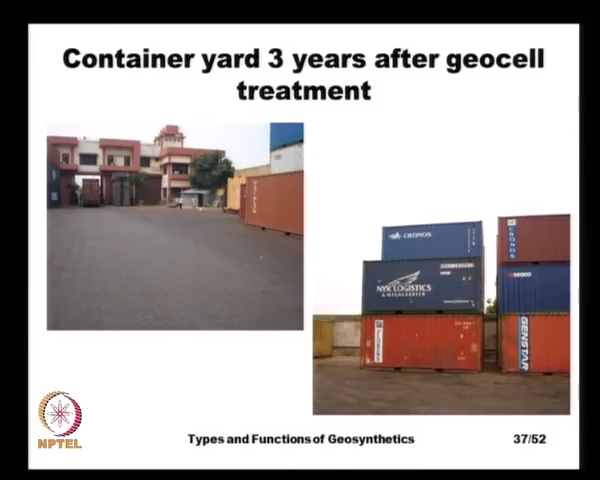 Container yard 3 years after geocell
treatment
CRONOS
CRONOS
NYK LOGISTICS
& MEGACARRIER
GENSTAR
NPTEL
Types and Functions of Geosynthetics
37/52